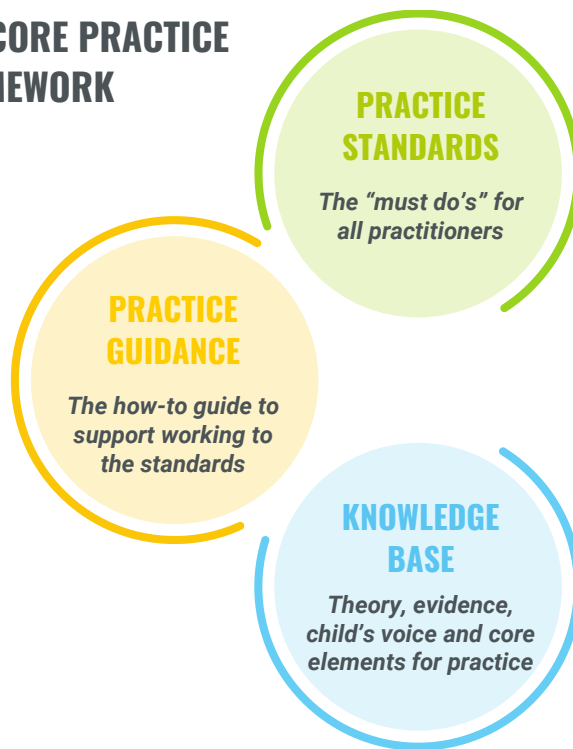 CORE PRACTICE
PRACTICE
STANDARDS
The “must do’s” for
all practitioners
PRACTICE
GUIDANCE
The how-to guide to
support working to
the standards
KNOWLEDGE
BASE
Theory, evidence,
child’s voice and core
elements for practice